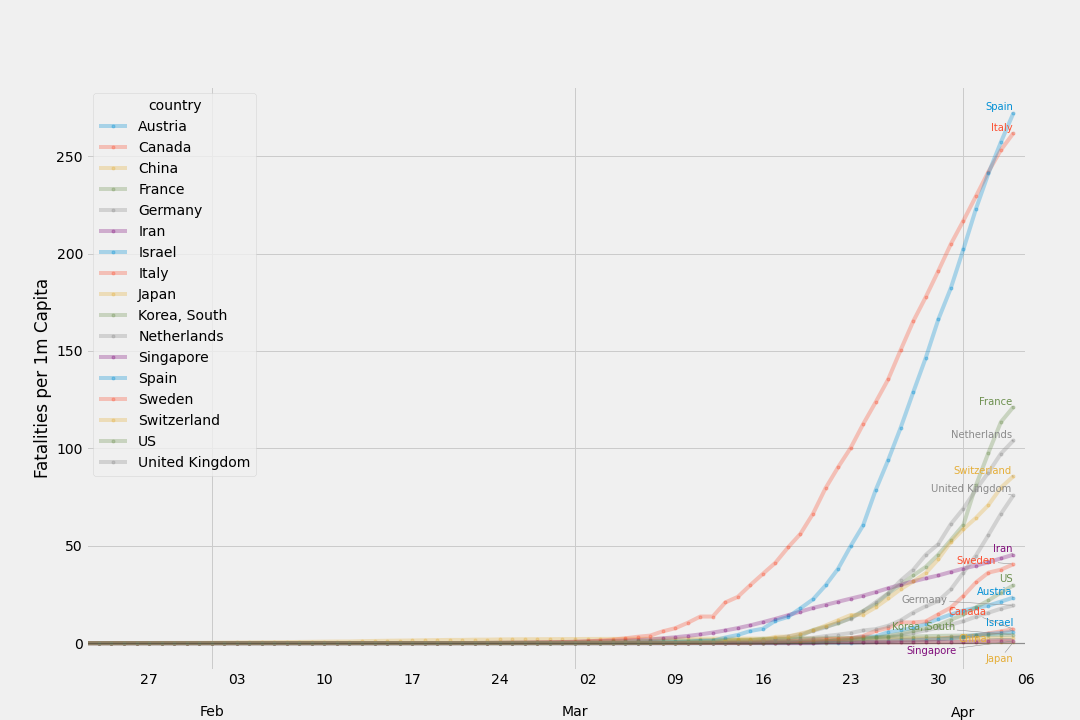 country
Austria
Canada
China
France
Germany
Iran
Israel
Italy
Japan
Korea, South
Netherlands
Singapore
Spain
Sweden
Switzerland
US
United Kingdom
Fatalities per 1m Capita
250
200
150
100
50
0
Spain
Italy
France
Netherlands
Switzerland
United Kingdom
Iran
Sweden
US
Austria
Germany
Canada
Israel
Korea, South
Singapore
Japan
27 03 10 17 24 02 09 16 23 30 06
Feb Mar Apr